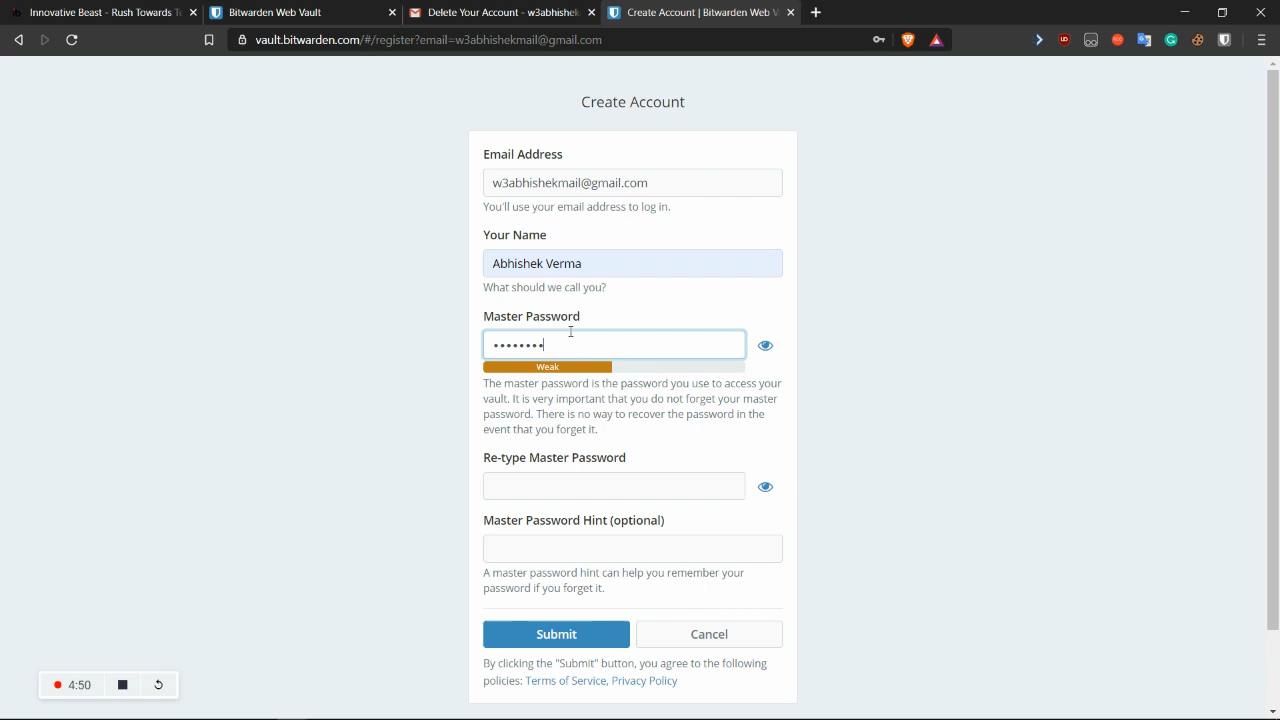 Innovative Beast - Rush Towards T
Bitwarden Web Vault
Delete Your Account - w3abhishek
Create Account | Bitwarden Web V
vault.bitwarden.com/#/register?email=w3abhishekmail@gmail.com
Create Account
Email Address
w3abhishekmail@gmail.com
You'll use your email address to log in.
Your Name
Abhishek Verma
What should we call you?
Master Password
••••••••
Weak
The master password is the password you use to access your
vault. It is very important that you do not forget your master
password. There is no way to recover the password in the
event that you forget it.
Re-type Master Password
Master Password Hint (optional)
A master password hint can help you remember your
password if you forget it.
Submit
Cancel
By clicking the "Submit" button, you agree to the following
policies: Terms of Service, Privacy Policy
4:50